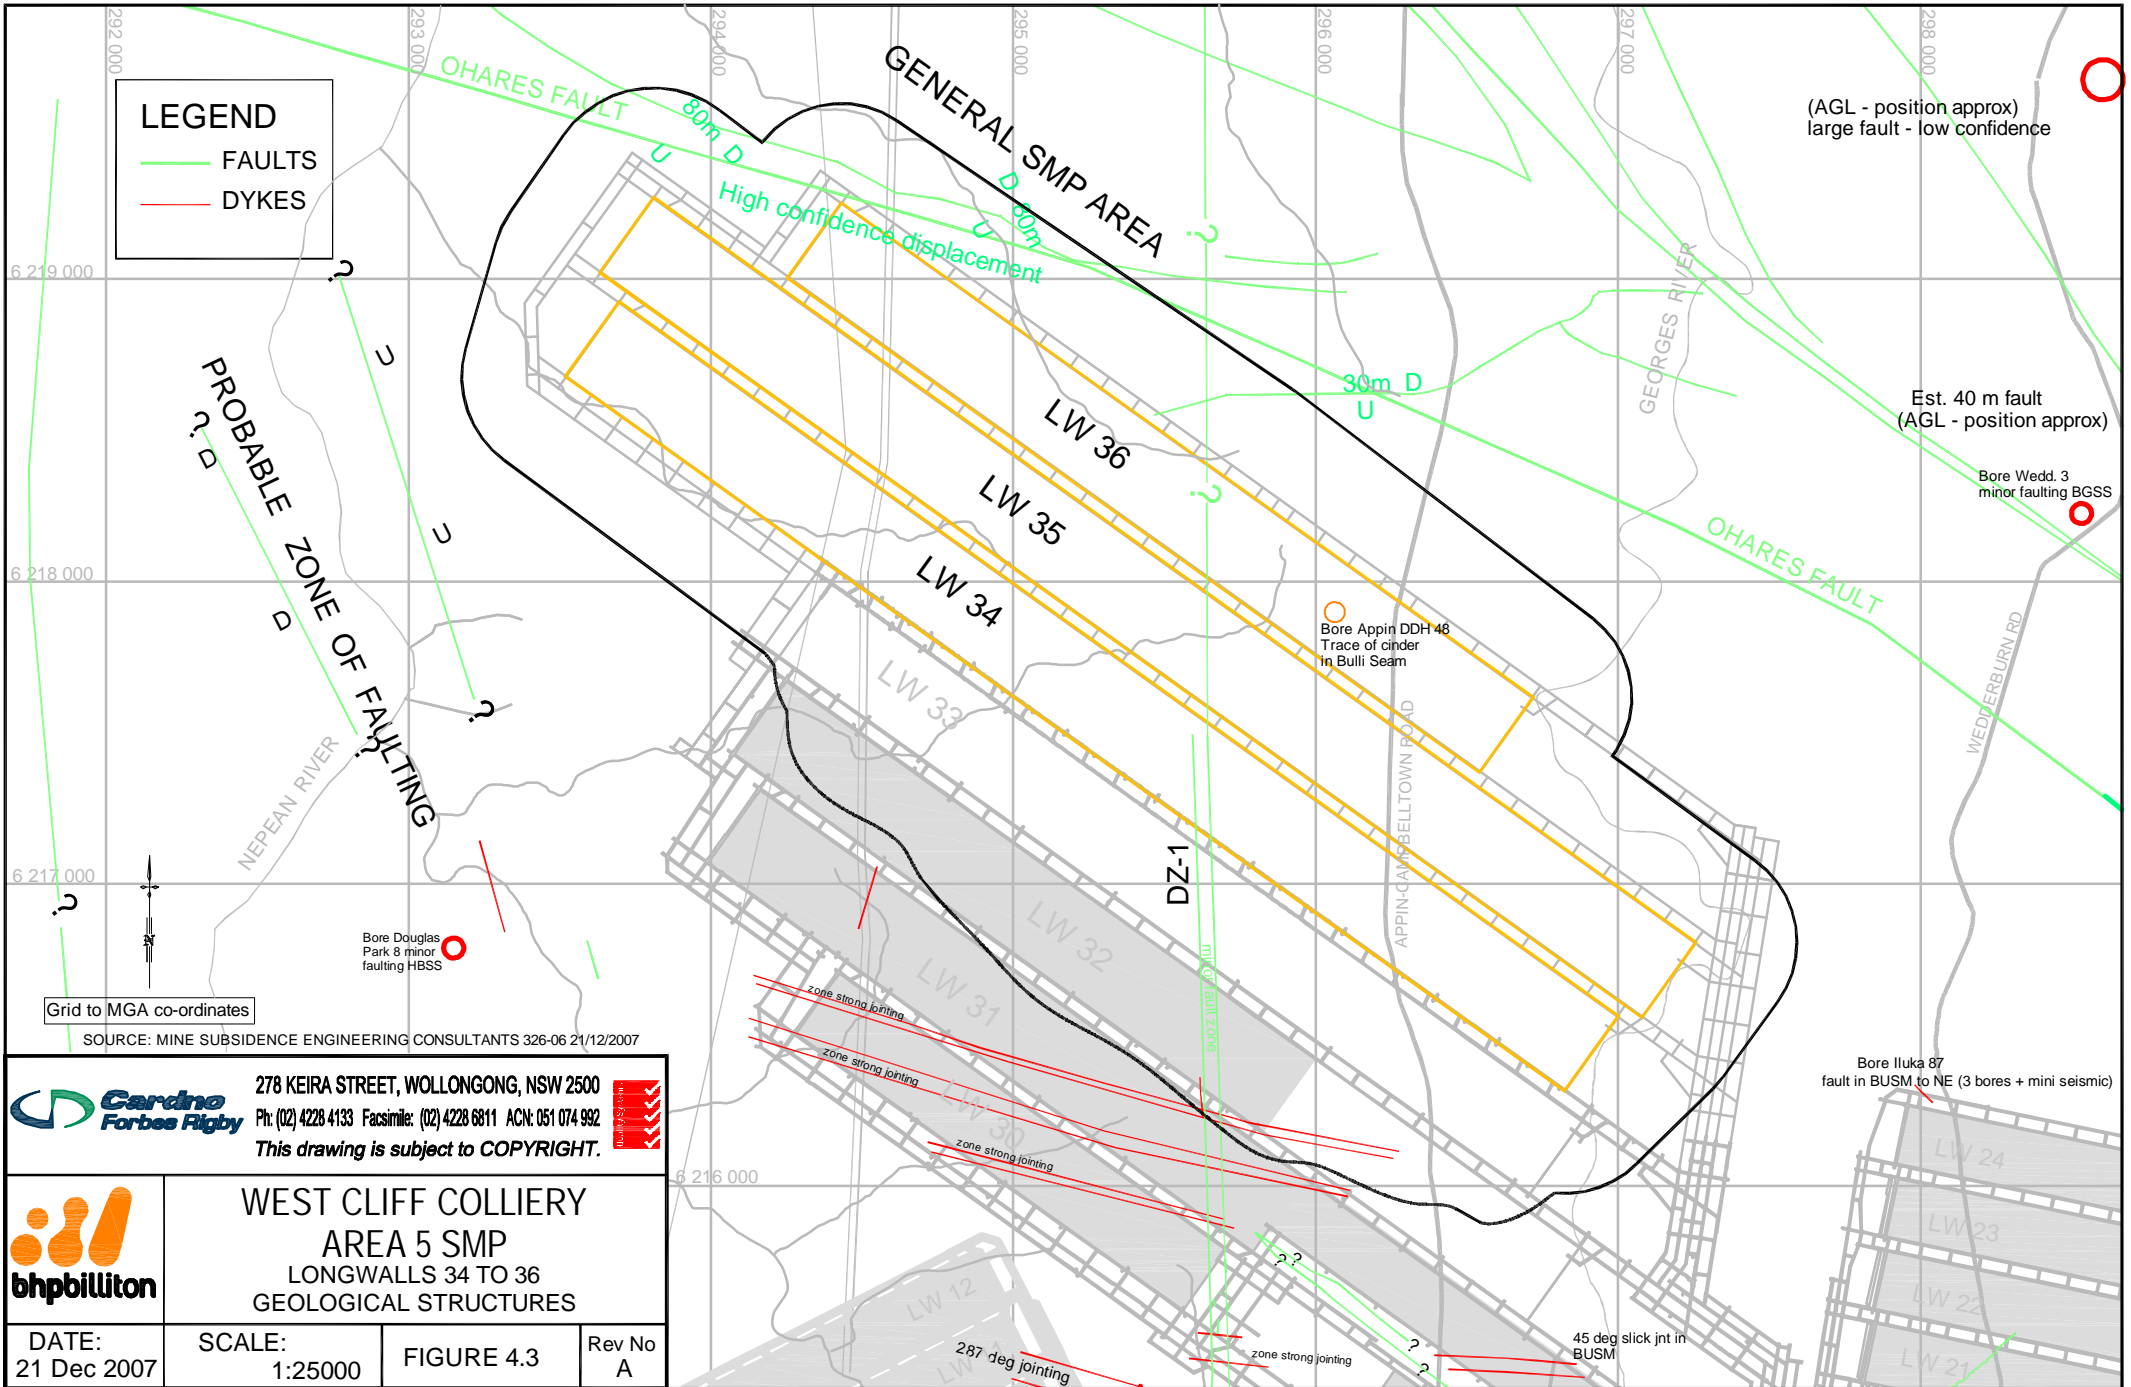 292 000
293 000
294 000
295 000
296 000
297 000
298 000
LEGEND
FAULTS
DYKES
OHARES FAULT
80m D
U
High confidence displacement
D 60m
U
GENERAL SMP AREA
?
(AGL - position approx)
large fault - low confidence
6 219 000
?
U
PROBABLE ZONE OF FAULTING
?
D
U
D
?
?
GEORGES RIVER
30m D
U
Est. 40 m fault
(AGL - position approx)
Bore Wedd. 3
minor faulting BGSS
LW 36
LW 35
LW 34
?
OHARES FAULT
6 218 000
Bore Appin DDH 48
Trace of cinder
in Bulli Seam
LW 33
WEDDERBURN RD
APPIN-CAMPBELLTOWN ROAD
NEPEAN RIVER
DZ-1
6 217 000
?
N
Bore Douglas
Park 8 minor
faulting HBSS
LW 32
LW 31
minor fault zone
zone strong jointing
zone strong jointing
LW 30
zone strong jointing
Grid to MGA co-ordinates
SOURCE: MINE SUBSIDENCE ENGINEERING CONSULTANTS 326-06 21/12/2007
Bore Iluka 87
fault in BUSM to NE (3 bores + mini seismic)
Cardno
Forbes Rigby
278 KEIRA STREET, WOLLONGONG, NSW 2500
Ph: (02) 4228 4133 Facsimile: (02) 4228 6811 ACN: 051 074 992
This drawing is subject to COPYRIGHT.
6 216 000
LW 24
LW 23
LW 22
LW 21
? ?
LW 12
bhpbilliton
WEST CLIFF COLLIERY
AREA 5 SMP
LONGWALLS 34 TO 36
GEOLOGICAL STRUCTURES
DATE:
21 Dec 2007
SCALE:
1:25000
FIGURE 4.3
Rev No
A
287 deg jointing
zone strong jointing
?
?
45 deg slick jnt in
BUSM